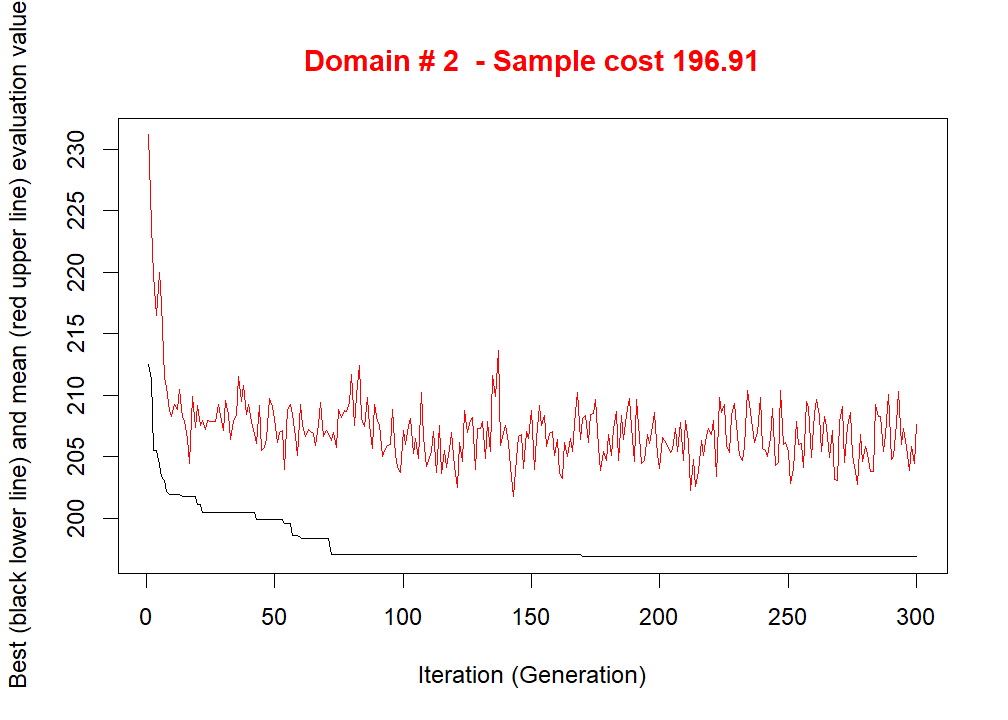 Domain # 2  - Sample cost 196.91
Best (black lower line) and mean (red upper line) evaluation value
230
225
220
215
210
205
200
0 50 100 150 200 250 300
Iteration (Generation)